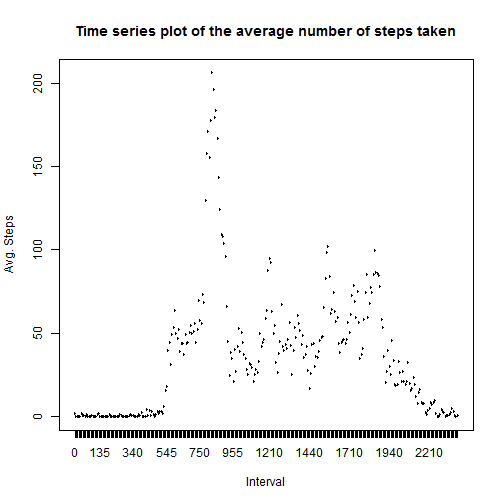 Time series plot of the average number of steps taken
Avg. Steps
200
150
100
50
0
0 135 340 545 750 955 1210 1440 1710 1940 2210
Interval